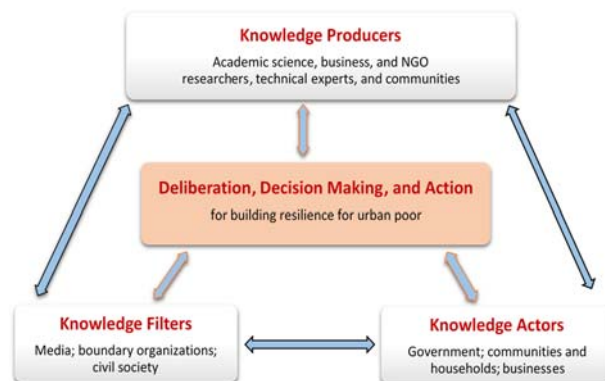 Knowledge Producers
Academic science, business, and NGO
researchers, technical experts, and communities
Deliberation, Decision Making, and Action
for building resilience for urban poor
Knowledge Filters
Media; boundary organizations;
civil society
Knowledge Actors
Government; communities and
households; businesses